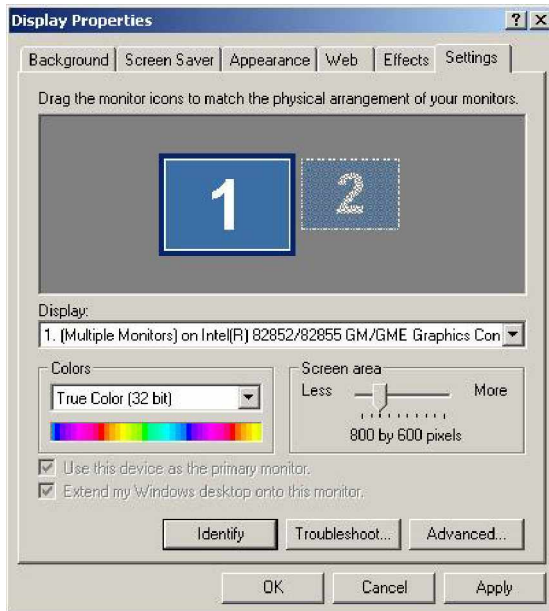 Display Properties
Background Screen Saver Appearance Web Effects Settings
Drag the monitor icons to match the physical arrangement of your monitors.
1 2
Display:
1. (Multiple Monitors) on Intel(R) 82852/82855 GM/GME Graphics Con
Colors Screen area
True Color (32 bit) Less More
800 by 600 pixels
Use this device as the primary monitor.
Extend my Windows desktop onto this monitor.
Identify Troubleshoot... Advanced...
OK Cancel Apply